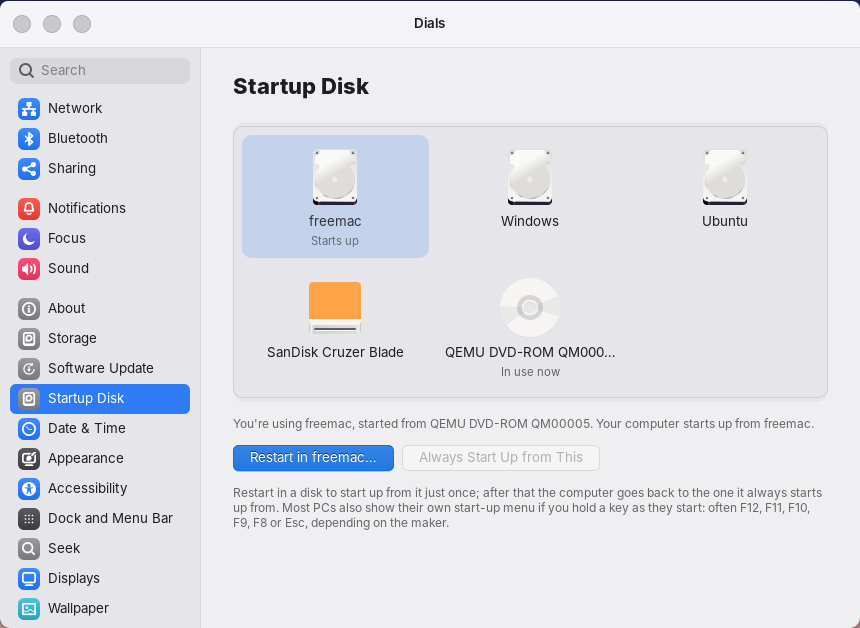 Dials
Search
Network
Bluetooth
Sharing
Notifications
Focus
Sound
About
Storage
Software Update
Startup Disk
Date & Time
Appearance
Accessibility
Dock and Menu Bar
Seek
Displays
Wallpaper
Startup Disk
freemac
Starts up
Windows
Ubuntu
SanDisk Cruzer Blade
QEMU DVD-ROM QM000...
In use now
You're using freemac, started from QEMU DVD-ROM QM00005. Your computer starts up from freemac.
Restart in freemac...
Always Start Up from This
Restart in a disk to start up from it just once; after that the computer goes back to the one it always starts
up from. Most PCs also show their own start-up menu if you hold a key as they start: often F12, F11, F10,
F9, F8 or Esc, depending on the maker.